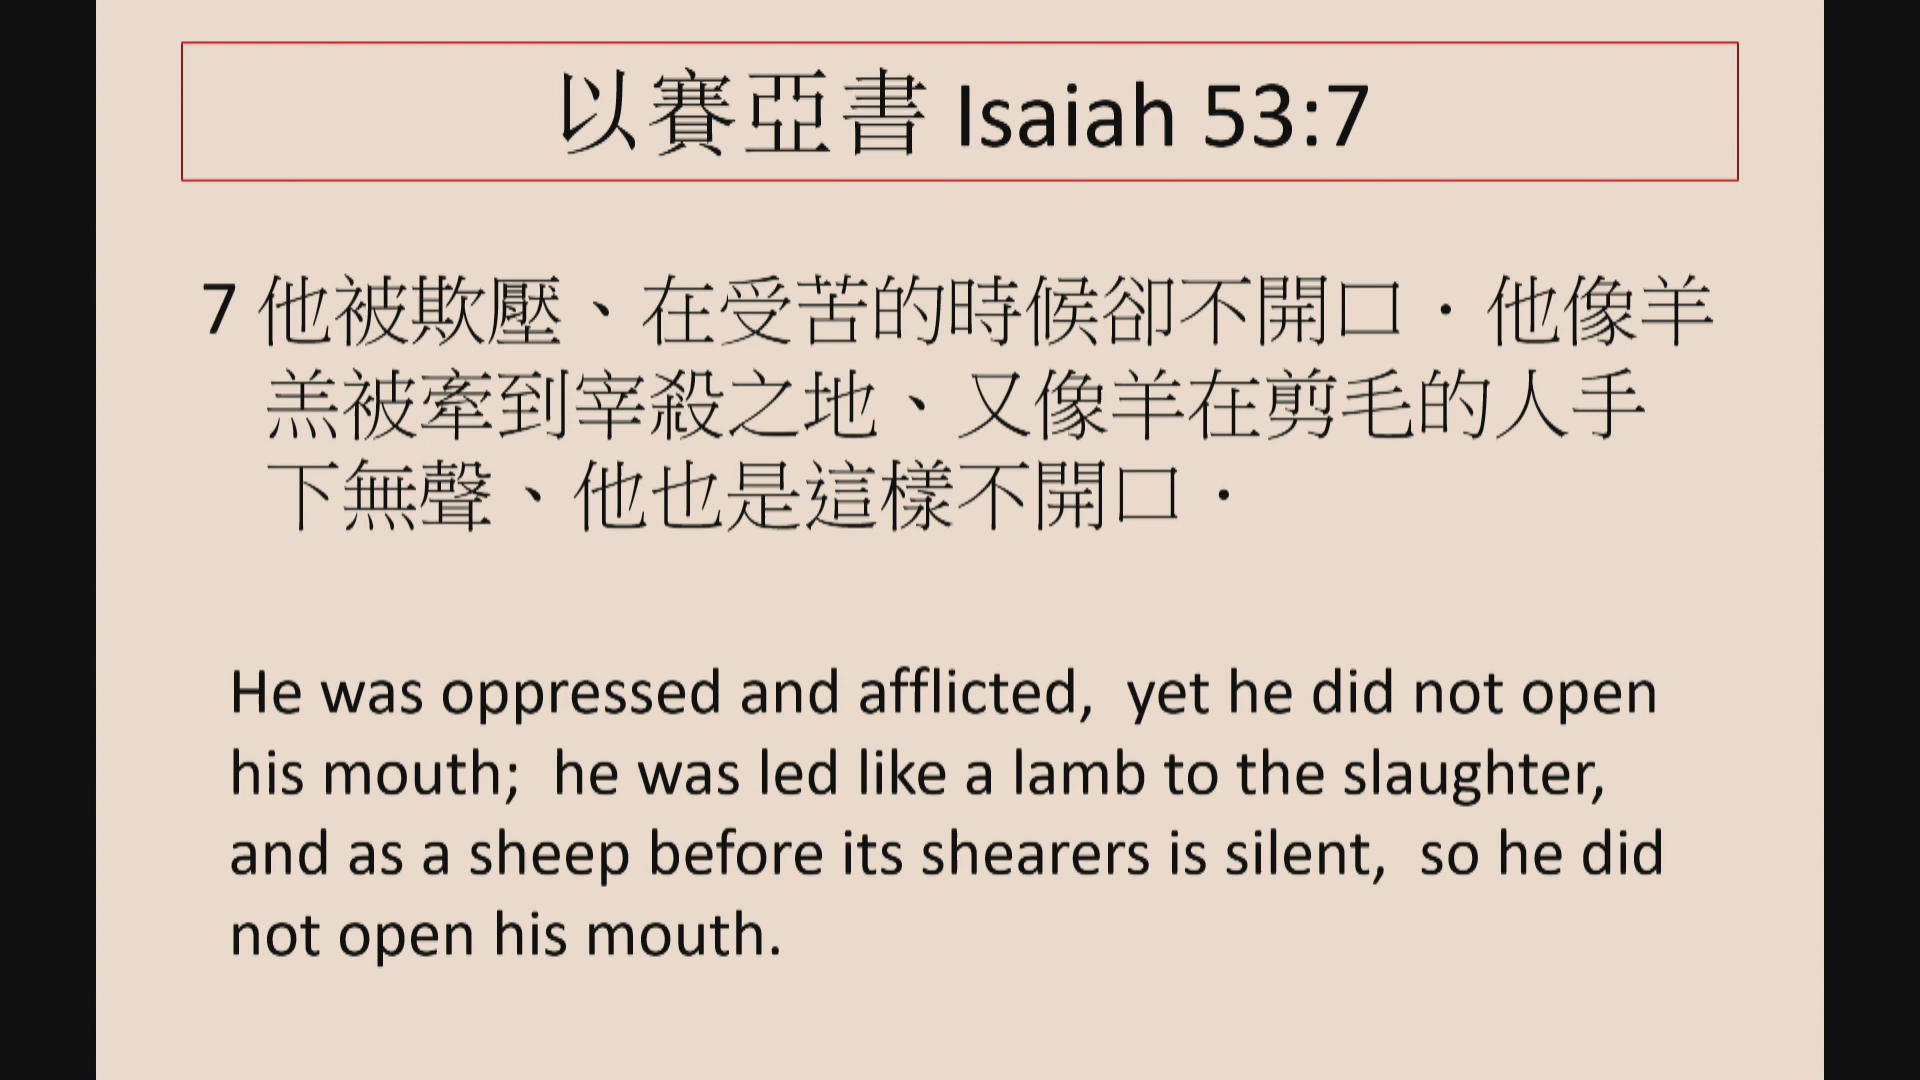 以賽亞書 Isaiah 53:7
7 他被欺壓、在受苦的時候卻不開口．他像羊
羔被牽到宰殺之地、又像羊在剪毛的人手
下無聲、他也是這樣不開口．
He was oppressed and afflicted,  yet he did not open
his mouth;  he was led like a lamb to the slaughter,
and as a sheep before its shearers is silent,  so he did
not open his mouth.